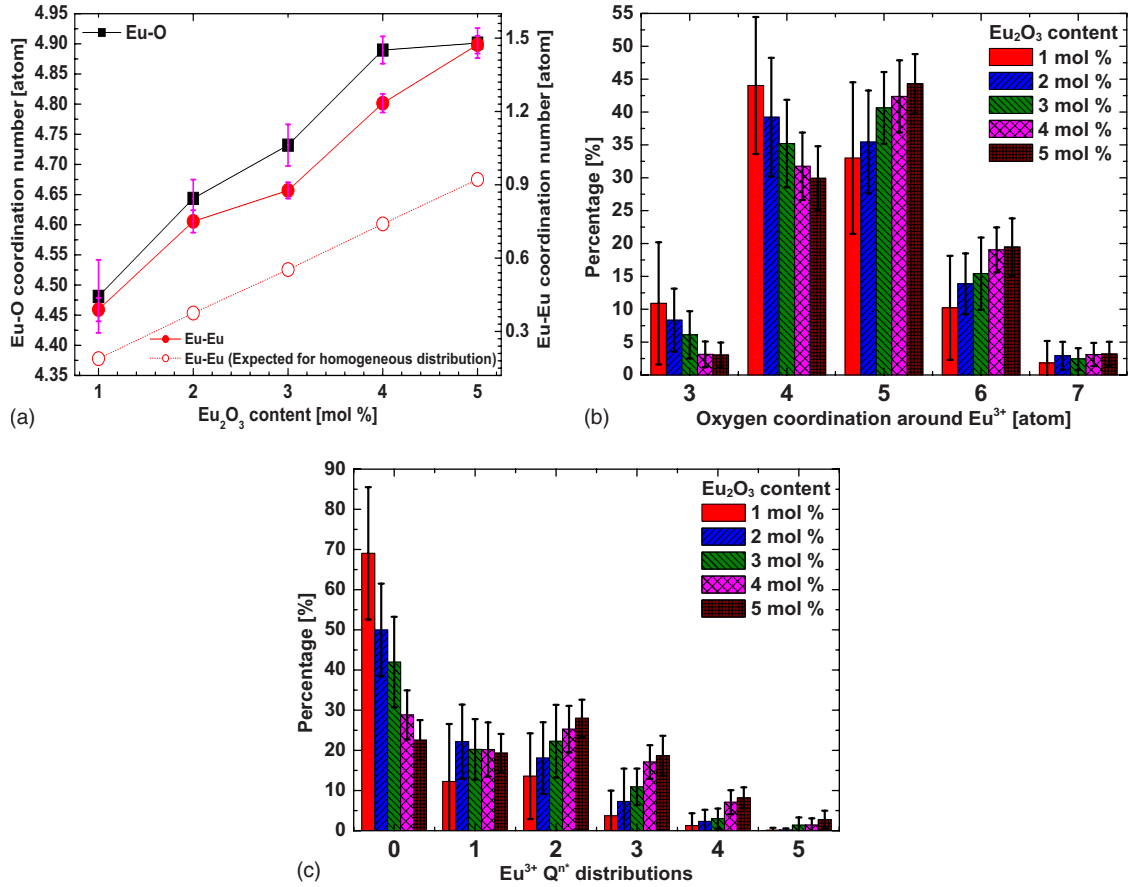 Eu-O
Eu-Eu
Eu-Eu (Expected for homogeneous distribution)
4.95
4.90
4.85
4.80
4.75
4.70
4.65
4.60
4.55
4.50
4.45
4.40
4.35
Eu-O coordination number [atom]
1.5
1.2
0.9
0.6
0.3
Eu-Eu coordination number [atom]
1 2 3 4 5
Eu₂O₃ content [mol %]
(a)
55
50
45
40
35
30
25
20
15
10
5
0
Percentage [%]
Eu₂O₃ content
1 mol %
2 mol %
3 mol %
4 mol %
5 mol %
3 4 5 6 7
Oxygen coordination around Eu³⁺ [atom]
(b)
90
80
70
60
50
40
30
20
10
0
Percentage [%]
Eu₂O₃ content
1 mol %
2 mol %
3 mol %
4 mol %
5 mol %
0 1 2 3 4 5
Eu³⁺ Qⁿ* distributions
(c)